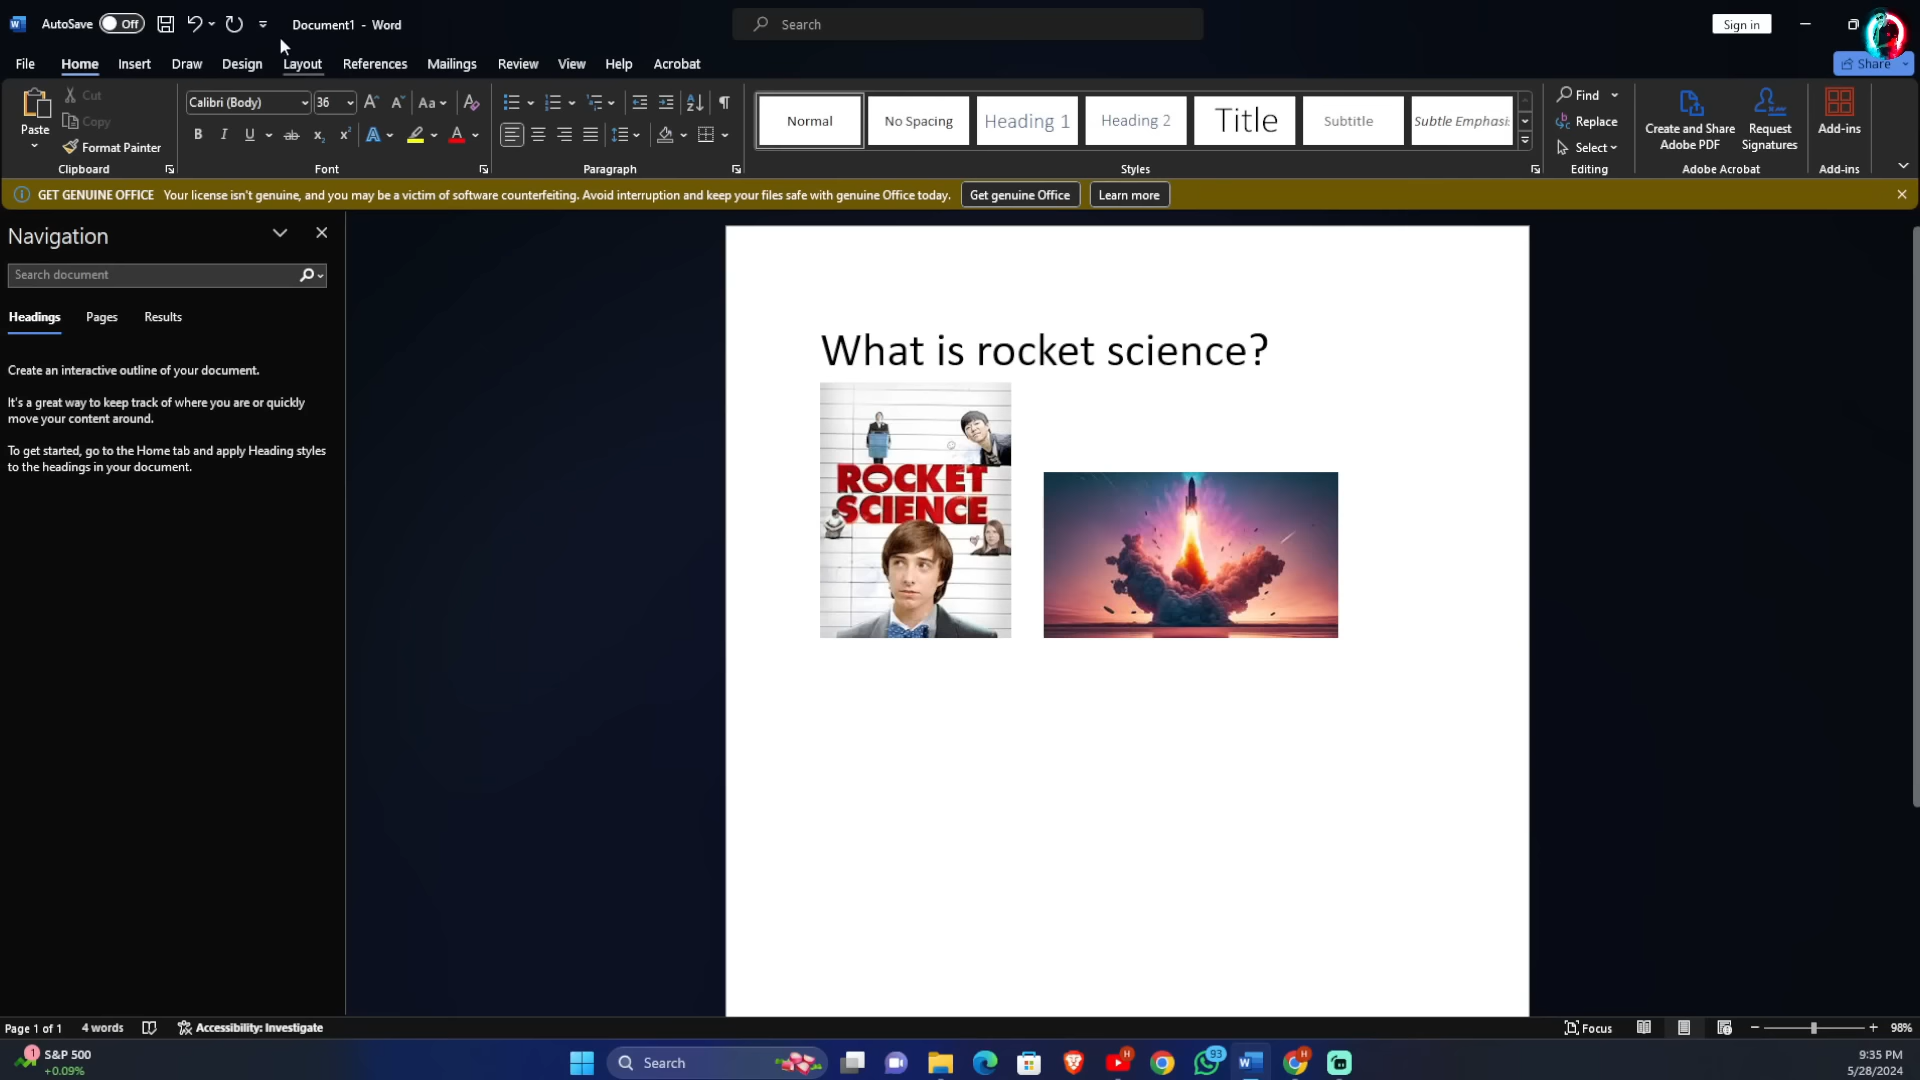 AutoSave Off Document1 - Word Search Sign in
File Home Insert Draw Design Layout References Mailings Review View Help Acrobat Share
Paste Cut Copy Format Painter
Calibri (Body) 36
Normal No Spacing Heading 1 Heading 2 Title Subtitle Subtle Emphasi
Find
Replace
Select
Create and Share
Adobe PDF
Request
Signatures
Add-ins
Clipboard Font Paragraph Styles Editing Adobe Acrobat Add-ins
GET GENUINE OFFICE Your license isn't genuine, and you may be a victim of software counterfeiting. Avoid interruption and keep your files safe with genuine Office today. Get genuine Office Learn more
Navigation
Search document
Headings Pages Results
Create an interactive outline of your document.
It's a great way to keep track of where you are or quickly
move your content around.
To get started, go to the Home tab and apply Heading styles
to the headings in your document.
What is rocket science?
ROCKET
SCIENCE
Page 1 of 1 4 words Accessibility: Investigate Focus 98%
1 S&P 500
+0.09%
Search
H
93
H
9:35 PM
5/28/2024